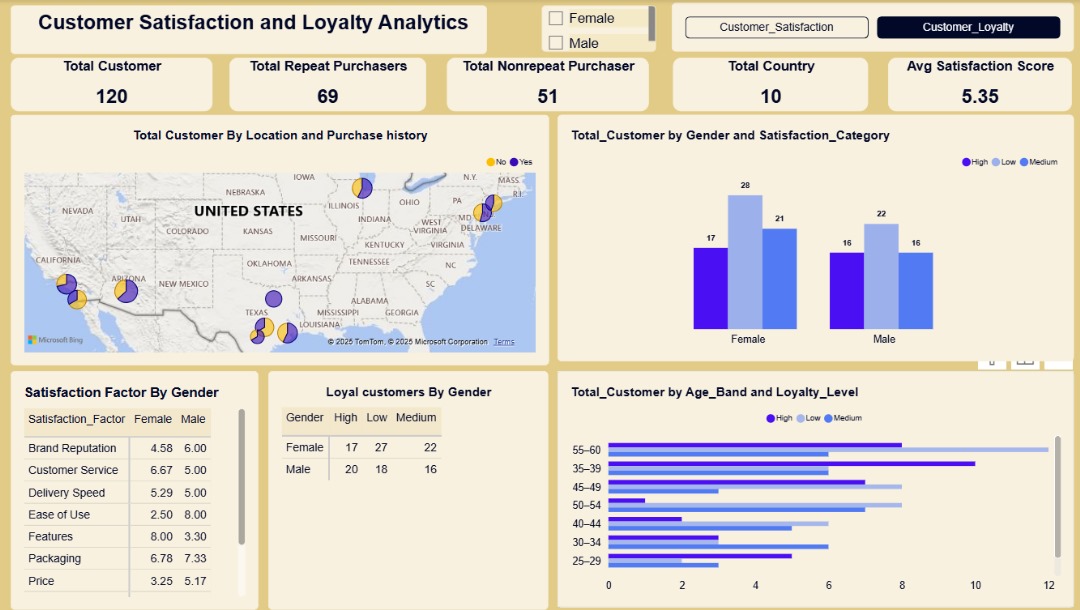 Customer Satisfaction and Loyalty Analytics
Female
Male
Customer_Satisfaction
Customer_Loyalty
Total Customer
120
Total Repeat Purchasers
69
Total Nonrepeat Purchaser
51
Total Country
10
Avg Satisfaction Score
5.35
Total Customer By Location and Purchase history
No Yes
IOWA
N.Y.
MASS
R.I.
NEBRASKA
NEVADA
UTAH
UNITED STATES
ILLINOIS
OHIO
PA
INDIANA
MD
COLORADO
KANSAS
WEST
VIRGINIA
DELAWARE
MISSOURI
KENTUCKY
VIRGINIA
CALIFORNIA
OKLAHOMA
TENNESSEE
NC
ARIZONA
NEW MEXICO
ARKANSAS
SC
ALABAMA
TEXAS
MISSISSIPPI
GEORGIA
LOUISIANA
Microsoft Bing
© 2025 TomTom, © 2025 Microsoft Corporation Terms
Total_Customer by Gender and Satisfaction_Category
High Low Medium
28
17
21
22
16
16
Female
Male
Satisfaction Factor By Gender
Satisfaction_Factor Female Male
Brand Reputation 4.58 6.00
Customer Service 6.67 5.00
Delivery Speed 5.29 5.00
Ease of Use 2.50 8.00
Features 8.00 3.30
Packaging 6.78 7.33
Price 3.25 5.17
Loyal customers By Gender
Gender High Low Medium
Female 17 27 22
Male 20 18 16
Total_Customer by Age_Band and Loyalty_Level
High Low Medium
55–60
35–39
45–49
50–54
40–44
30–34
25–29
0 2 4 6 8 10 12